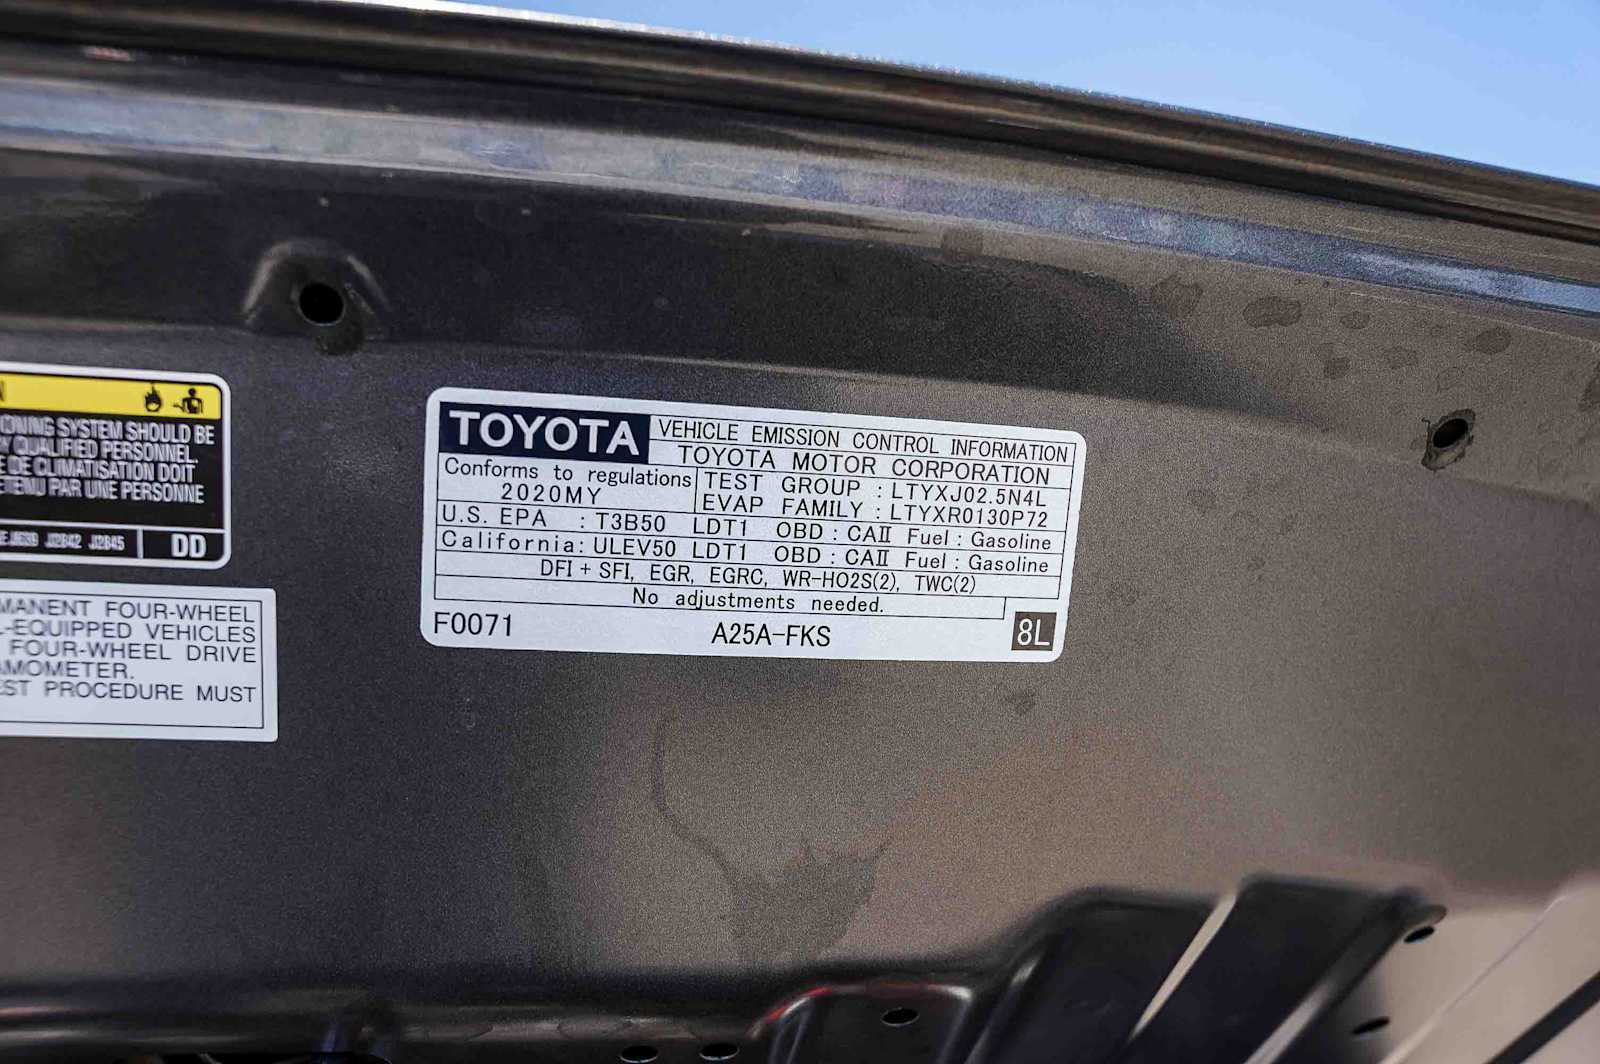 CONING SYSTEM SHOULD BE
QUALIFIED PERSONNEL.
DE CLIMATISATION DOIT
PAR UNE PERSONNE
J639 J2842 J2845 DD
FOUR-WHEEL
-EQUIPPED VEHICLES
FOUR-WHEEL DRIVE
AMOMETER.
ST PROCEDURE MUST
TOYOTA VEHICLE EMISSION CONTROL INFORMATION
TOYOTA MOTOR CORPORATION
Conforms to regulations
2020MY
TEST GROUP : LTYXJ02.5N4L
EVAP FAMILY : LTYXR0130P72
U.S. EPA : T3B50 LDT1 OBD : CAⅡ Fuel : Gasoline
California: ULEV50 LDT1 OBD : CAⅡ Fuel : Gasoline
DFI + SFI, EGR, EGRC, WR-HO2S(2), TWC(2)
No adjustments needed.
F0071 A25A-FKS 8L